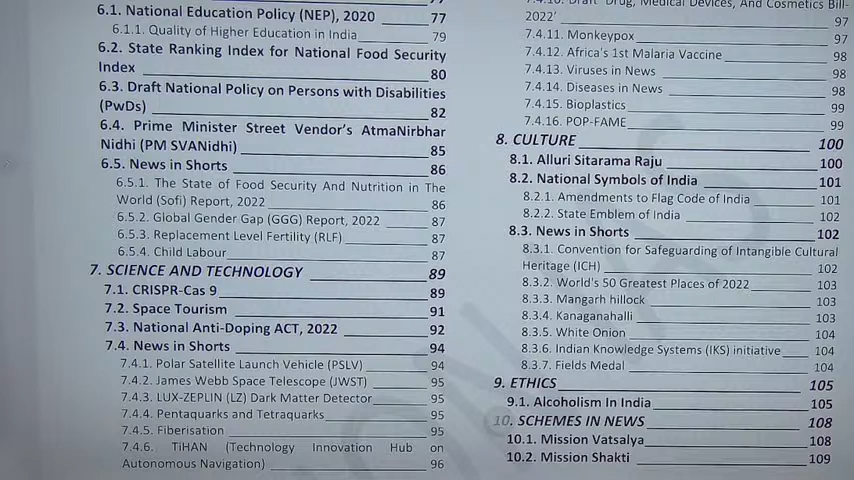 77
6.1. National Education Policy (NEP), 2020 77
6.1.1. Quality of Higher Education in India 79
6.2. State Ranking Index for National Food Security
Index 80
6.3. Draft National Policy on Persons with Disabilities
(PwDs) 82
6.4. Prime Minister Street Vendor's AtmaNirbhar
Nidhi (PM SVANidhi) 85
6.5. News in Shorts 86
6.5.1. The State of Food Security And Nutrition in The
World (Sofi) Report, 2022 86
6.5.2. Global Gender Gap (GGG) Report, 2022 87
6.5.3. Replacement Level Fertility (RLF) 87
6.5.4. Child Labour 87
7. SCIENCE AND TECHNOLOGY 89
7.1. CRISPR-Cas 9 89
7.2. Space Tourism 91
7.3. National Anti-Doping ACT, 2022 92
7.4. News in Shorts 94
7.4.1. Polar Satellite Launch Vehicle (PSLV) 94
7.4.2. James Webb Space Telescope (JWST) 95
7.4.3. LUX-ZEPLIN (LZ) Dark Matter Detector 95
7.4.4. Pentaquarks and Tetraquarks 95
7.4.5. Fiberisation 95
7.4.6. TiHAN (Technology Innovation Hub on
Autonomous Navigation) 96
7.4.10. Draft 'Drug, Medical Devices, And Cosmetics Bill-
2022' 97
7.4.11. Monkeypox 97
7.4.12. Africa's 1st Malaria Vaccine 98
7.4.13. Viruses in News 98
7.4.14. Diseases in News 98
7.4.15. Bioplastics 99
7.4.16. POP-FAME 99
8. CULTURE 100
8.1. Alluri Sitarama Raju 100
8.2. National Symbols of India 101
8.2.1. Amendments to Flag Code of India 101
8.2.2. State Emblem of India 102
8.3. News in Shorts 102
8.3.1. Convention for Safeguarding of Intangible Cultural
Heritage (ICH) 102
8.3.2. World's 50 Greatest Places of 2022 103
8.3.3. Mangarh hillock 103
8.3.4. Kanaganahalli 103
8.3.5. White Onion 104
8.3.6. Indian Knowledge Systems (IKS) initiative 104
8.3.7. Fields Medal 104
9. ETHICS 105
9.1. Alcoholism In India 105
10. SCHEMES IN NEWS 108
10.1. Mission Vatsalya 108
10.2. Mission Shakti 109